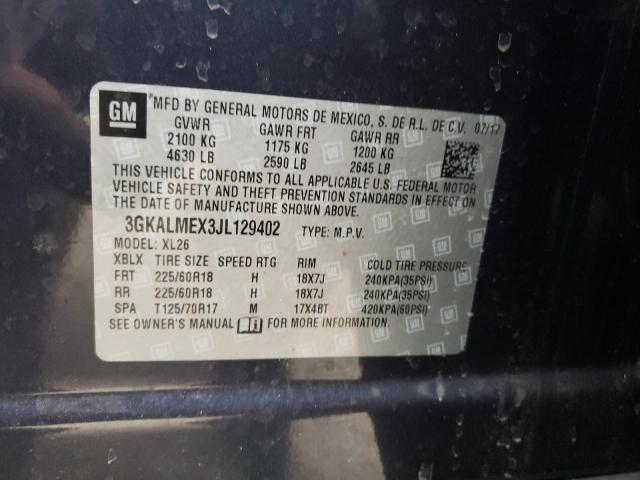 GM
*MFD BY GENERAL MOTORS DE MEXICO, S. DE R.L. DE C.V. 07/17
GVWR GAWR FRT GAWR RR
2100 KG 1175 KG 1200 KG
4630 LB 2590 LB 2645 LB
THIS VEHICLE CONFORMS TO ALL APPLICABLE U.S. FEDERAL MOTOR
VEHICLE SAFETY AND THEFT PREVENTION STANDARDS IN EFFECT ON
THE DATE OF MANUFACTURE SHOWN ABOVE.
3GKALMEX3JL129402 TYPE: M.P.V.
MODEL: XL26
XBLX TIRE SIZE SPEED RTG RIM COLD TIRE PRESSURE
FRT 225/60R18 H 18X7J 240KPA(35PSI)
RR 225/60R18 H 18X7J 240KPA(35PSI)
SPA T125/70R17 M 17X4BT 420KPA(60PSI)
SEE OWNER'S MANUAL FOR MORE INFORMATION.